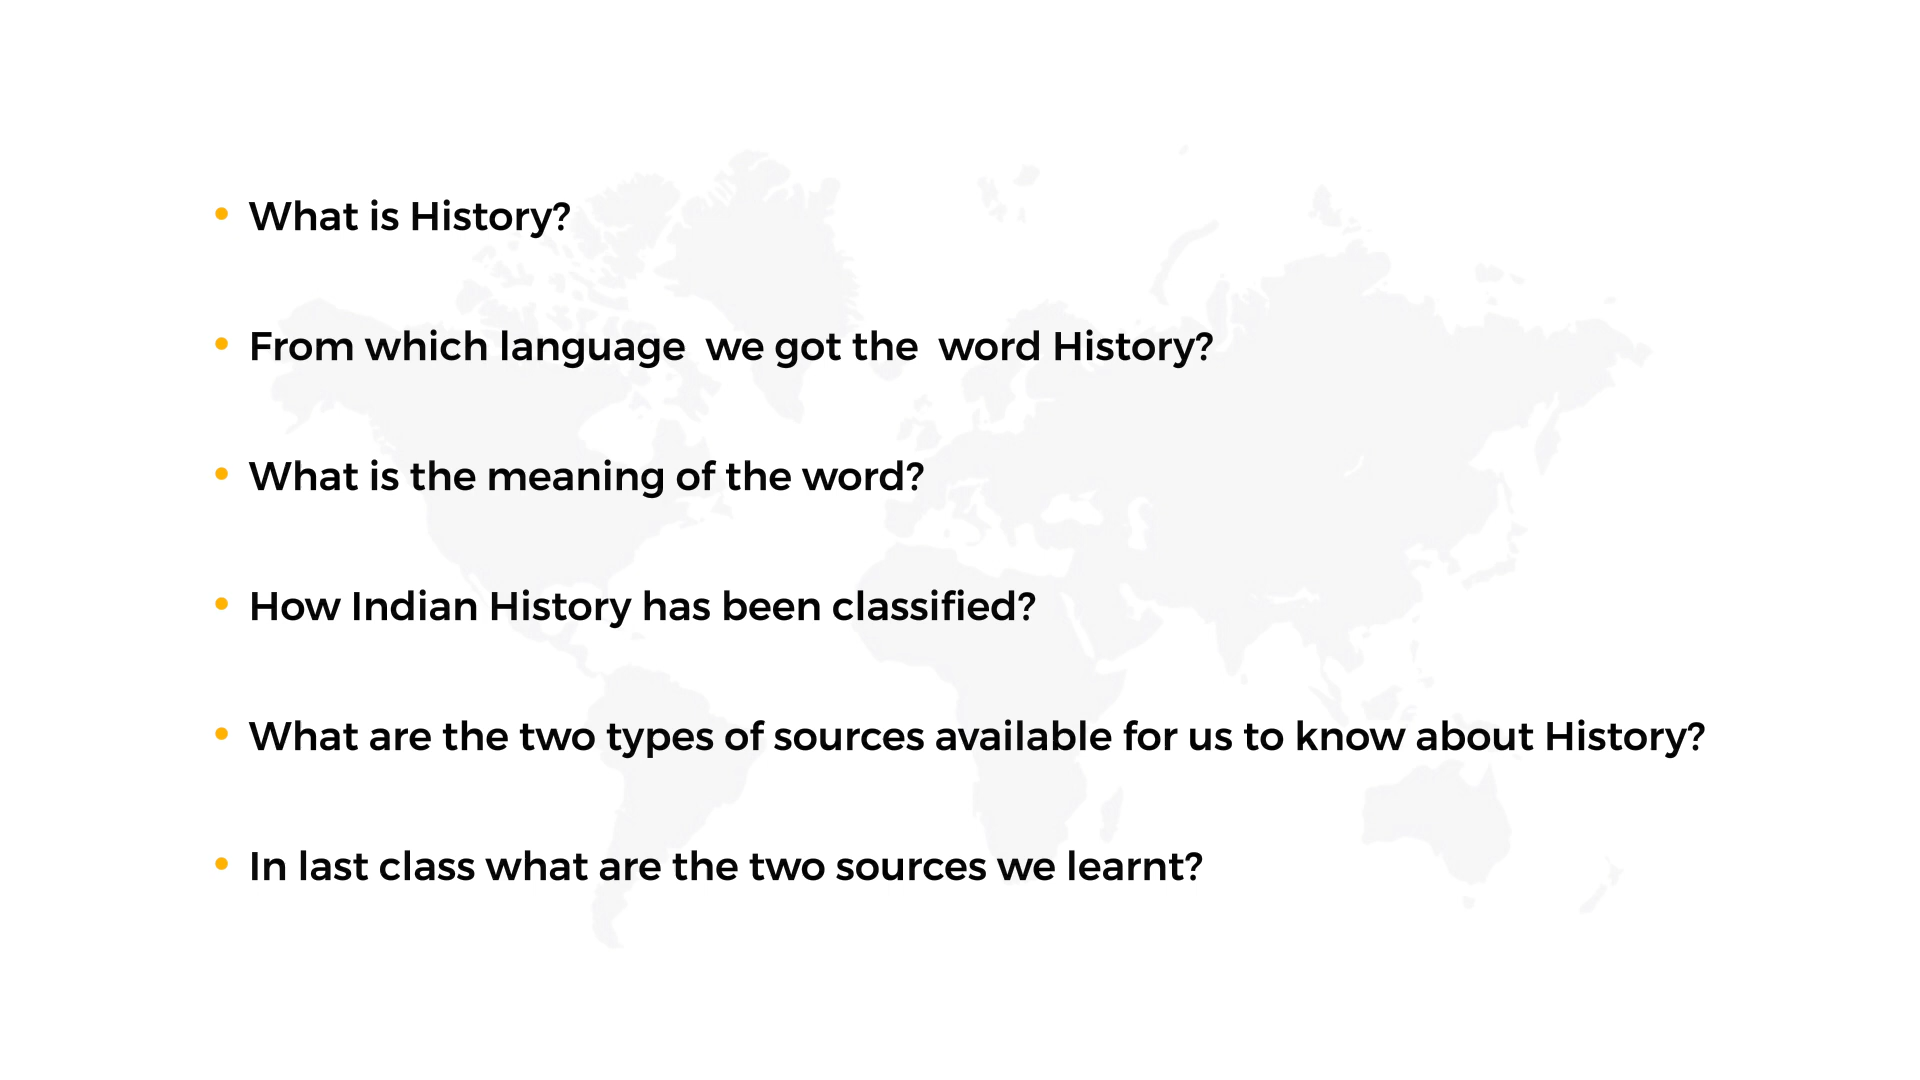 • What is History?
• From which language  we got the  word History?
• What is the meaning of the word?
• How Indian History has been classified?
• What are the two types of sources available for us to know about History?
• In last class what are the two sources we learnt?